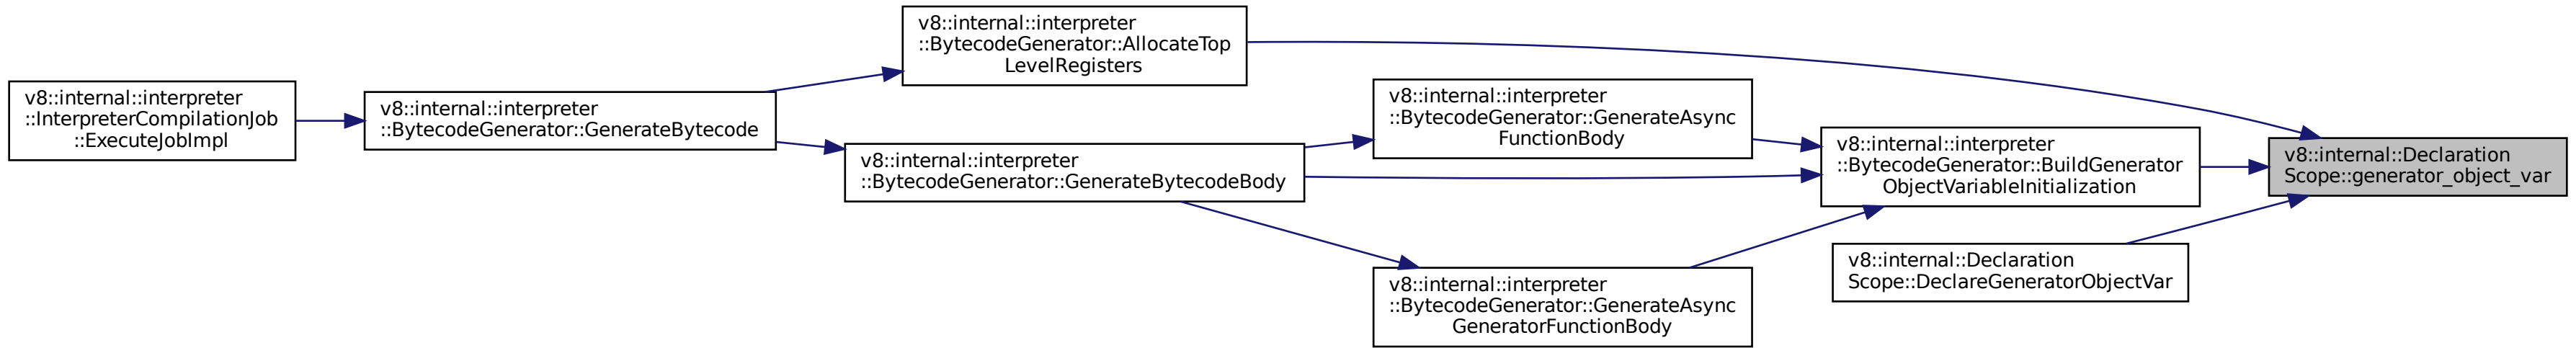 v8::internal::interpreter
::InterpreterCompilationJob
::ExecuteJobImpl
v8::internal::interpreter
::BytecodeGenerator::GenerateBytecode
v8::internal::interpreter
::BytecodeGenerator::AllocateTop
LevelRegisters
v8::internal::interpreter
::BytecodeGenerator::GenerateBytecodeBody
v8::internal::interpreter
::BytecodeGenerator::GenerateAsync
FunctionBody
v8::internal::interpreter
::BytecodeGenerator::GenerateAsync
GeneratorFunctionBody
v8::internal::interpreter
::BytecodeGenerator::BuildGenerator
ObjectVariableInitialization
v8::internal::Declaration
Scope::DeclareGeneratorObjectVar
v8::internal::Declaration
Scope::generator_object_var